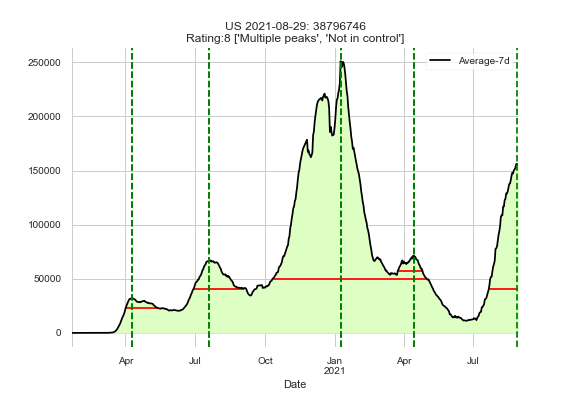 US 2021-08-29: 38796746
Rating:8 ['Multiple peaks', 'Not in control']
Average-7d
250000
200000
150000
100000
50000
0
Apr
Jul
Oct
Jan
2021
Apr
Jul
Date